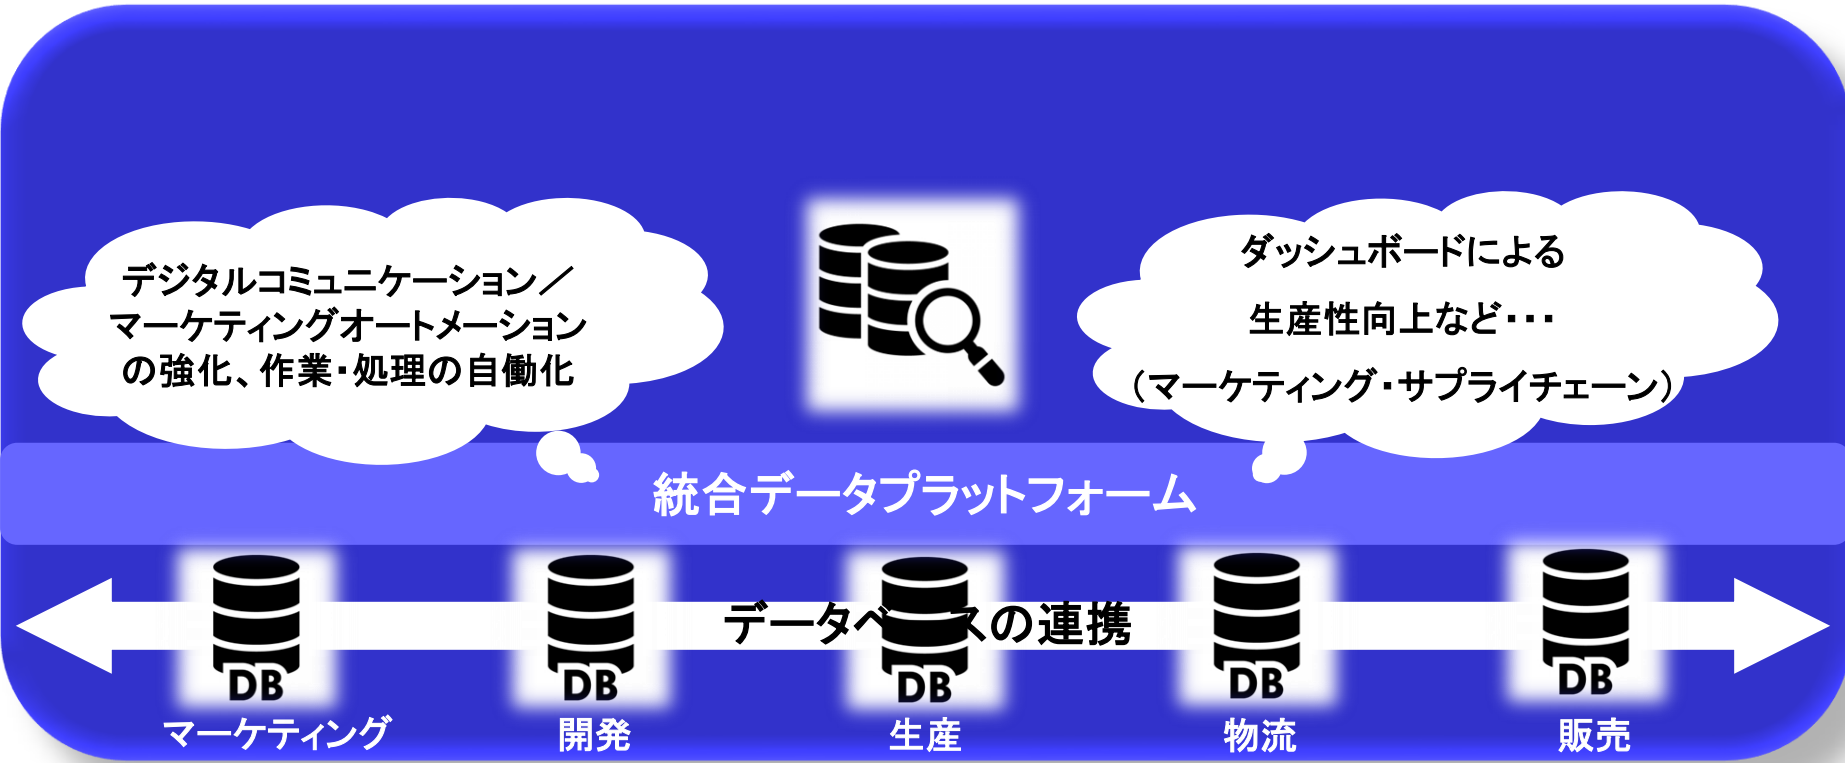 デジタルコミュニケーション／
マーケティングオートメーション
の強化、作業・処理の自働化
ダッシュボードによる
生産性向上など・・・
（マーケティング・サプライチェーン）
統合データプラットフォーム
データベースの連携
DB
DB
DB
DB
DB
マーケティング
開発
生産
物流
販売